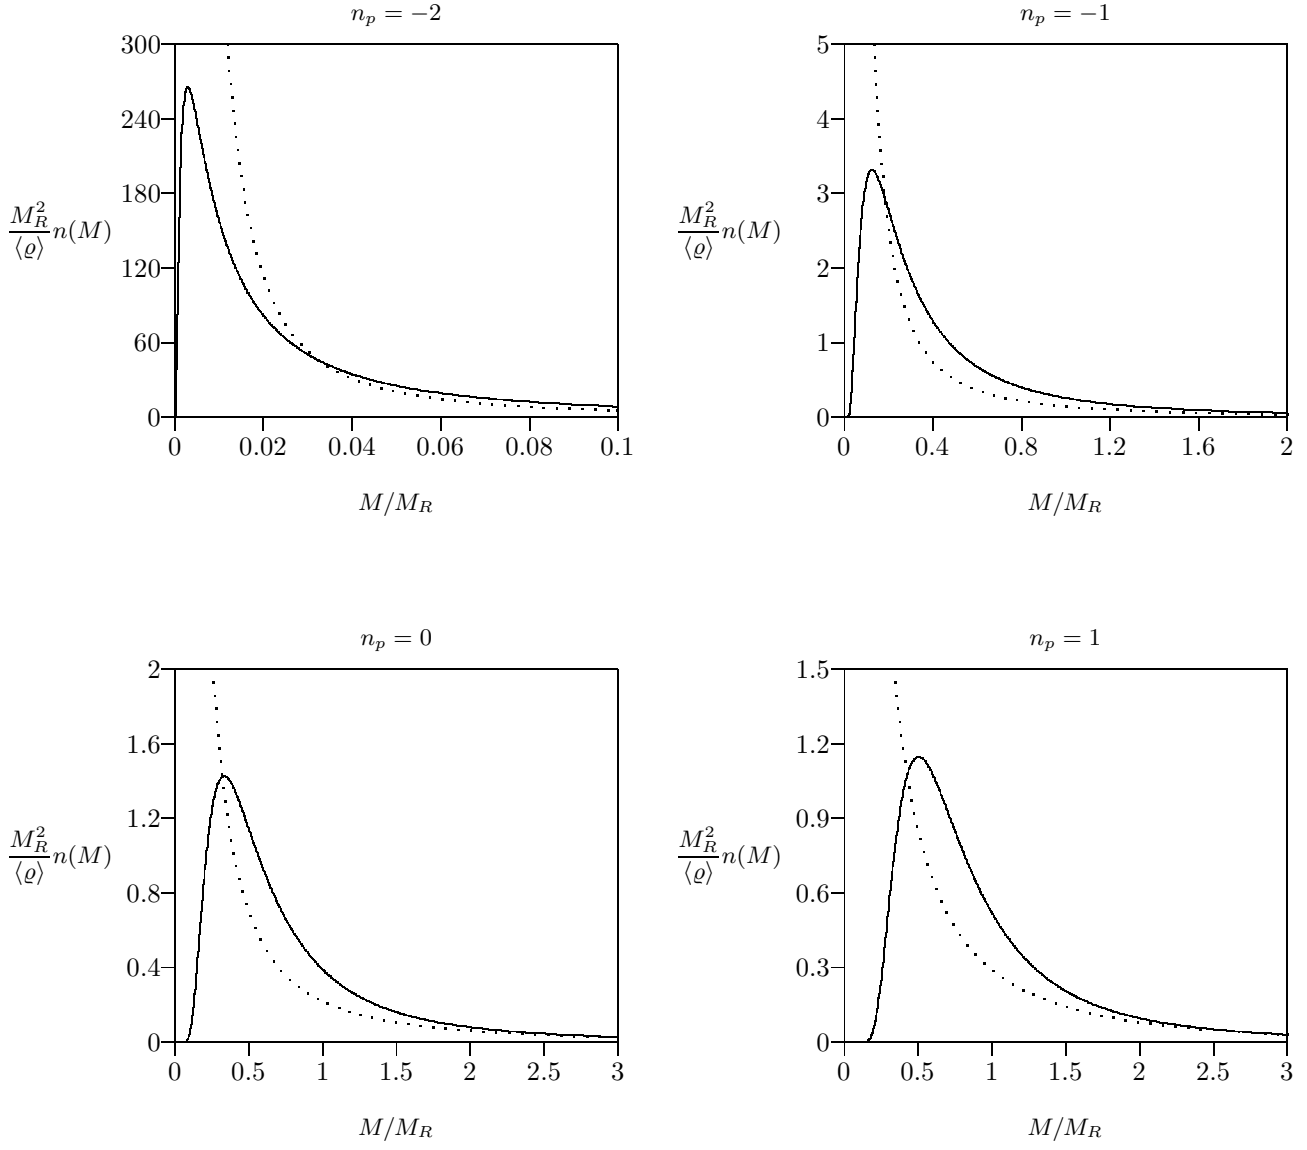 n_p = −2
300
240
180
120
60
0
M_R^2/⟨ϱ⟩ n(M)
0 0.02 0.04 0.06 0.08 0.1
M/M_R
n_p = −1
5
4
3
2
1
0
M_R^2/⟨ϱ⟩ n(M)
0 0.4 0.8 1.2 1.6 2
M/M_R
n_p = 0
2
1.6
1.2
0.8
0.4
0
M_R^2/⟨ϱ⟩ n(M)
0 0.5 1 1.5 2 2.5 3
M/M_R
n_p = 1
1.5
1.2
0.9
0.6
0.3
0
M_R^2/⟨ϱ⟩ n(M)
0 0.5 1 1.5 2 2.5 3
M/M_R